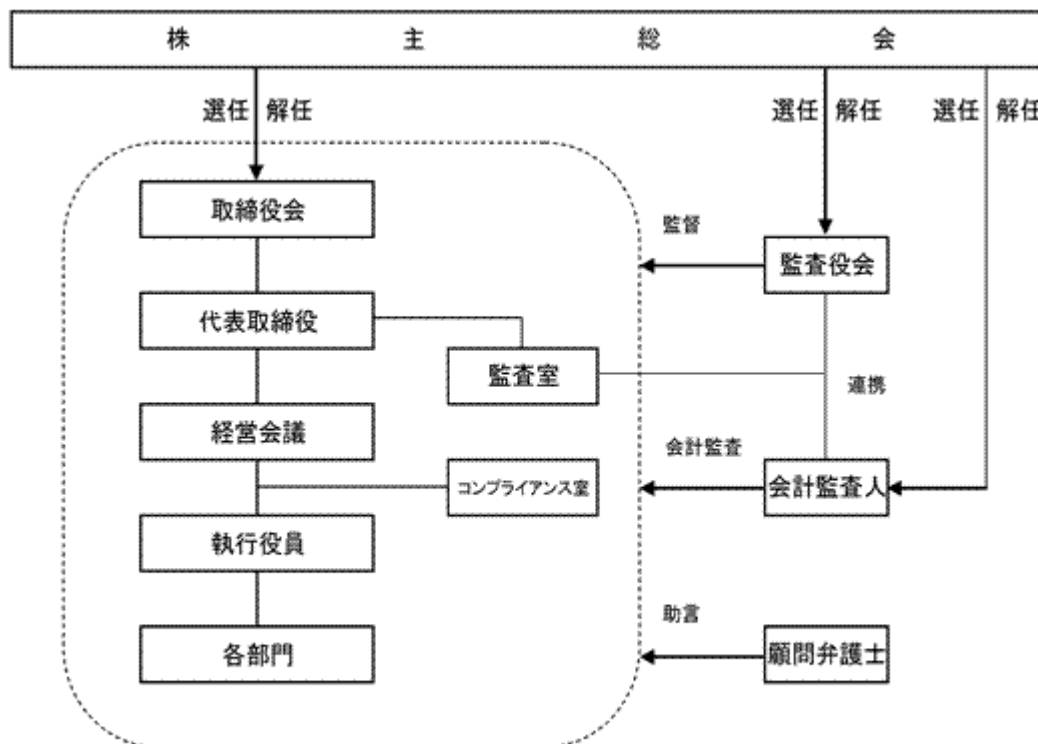 株主総会
選任 解任
選任 解任
選任 解任
取締役会
監督
監査役会
代表取締役
監査室
連携
経営会議
会計監査
コンプライアンス室
会計監査人
執行役員
助言
各部門
顧問弁護士